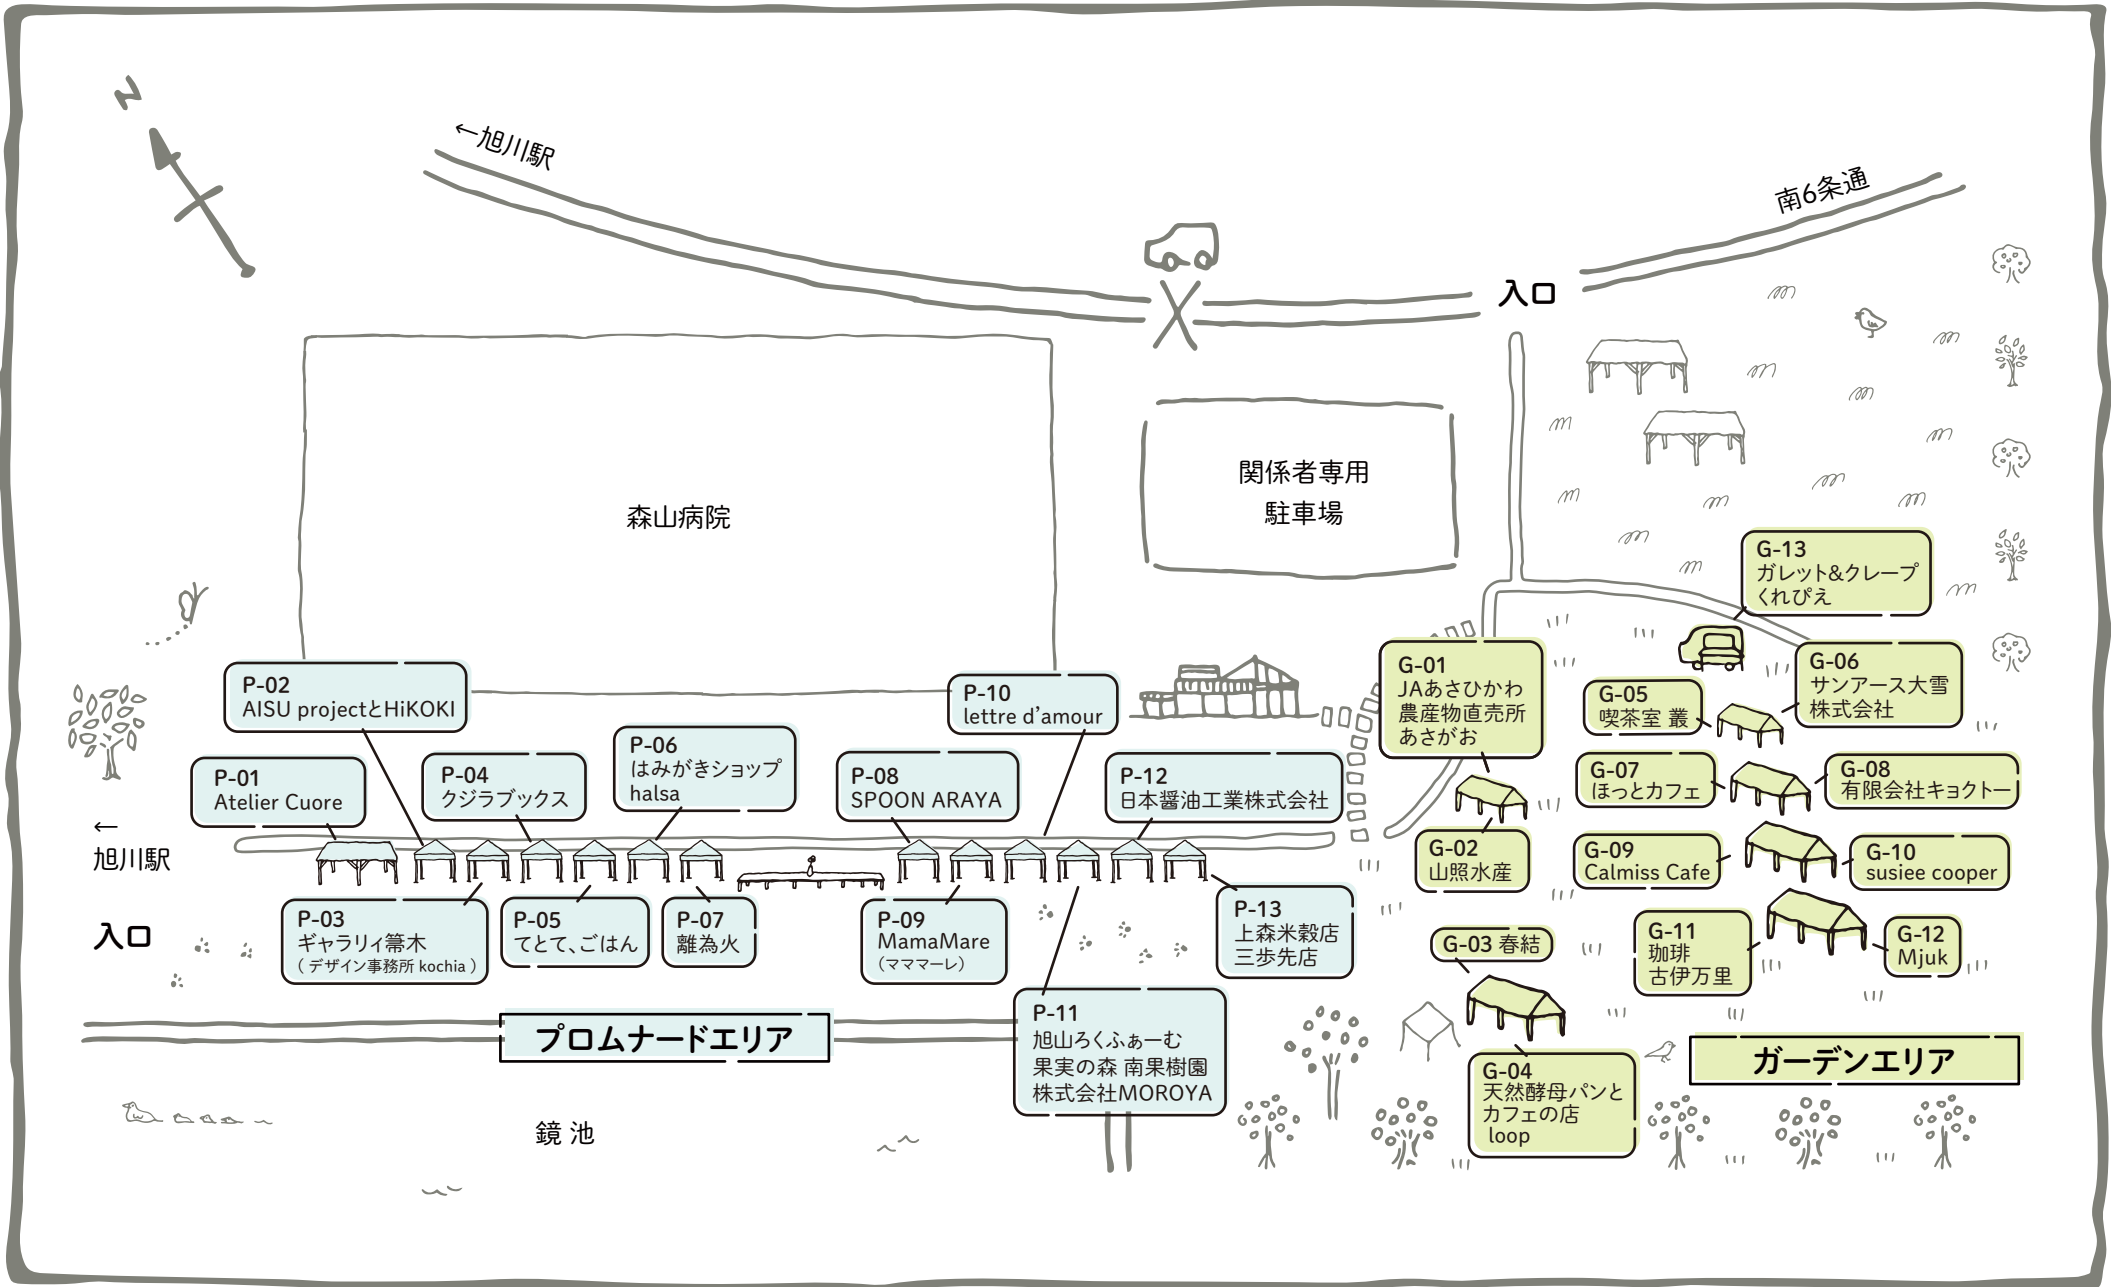 N
←旭川駅
南6条通
入口
森山病院
関係者専用
駐車場
P-02
AISU projectとHiKOKI
P-10
lettre d’amour
P-01
Atelier Cuore
P-04
クジラブックス
P-06
はみがきショップ
halsa
P-08
SPOON ARAYA
P-12
日本醤油工業株式会社
←
旭川駅
入口
P-03
ギャラリィ箒木
（デザイン事務所 kochia）
P-05
てとて、ごはん
P-07
離為火
P-09
MamaMare
（マママーレ）
P-13
上森米穀店
三歩先店
P-11
旭山ろくふぁーむ
果実の森 南果樹園
株式会社MOROYA
プロムナードエリア
鏡 池
G-13
ガレット&クレープ
くれぴえ
G-01
JAあさひかわ
農産物直売所
あさがお
G-05
喫茶室 叢
G-06
サンアース大雪
株式会社
G-07
ほっとカフェ
G-08
有限会社キョクトー
G-02
山照水産
G-09
Calmiss Cafe
G-10
susiee cooper
G-03 春結
G-11
珈琲
古伊万里
G-12
Mjuk
G-04
天然酵母パンと
カフェの店
loop
ガーデンエリア